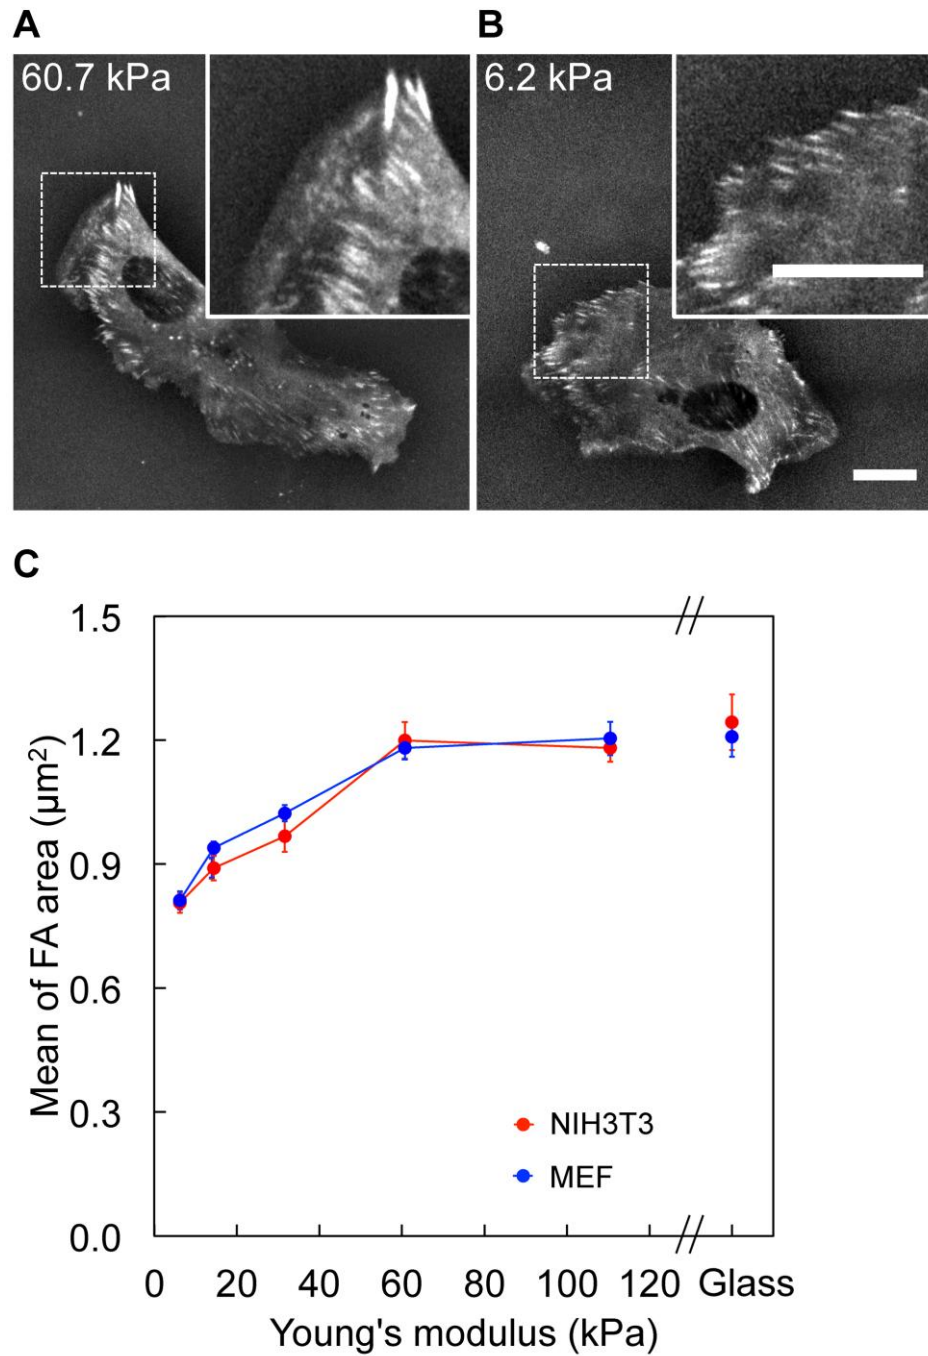 A
B
60.7 kPa
6.2 kPa
C
Mean of FA area (μm²)
1.5
1.2
0.9
0.6
0.3
0.0
NIH3T3
MEF
0 20 40 60 80 100 120 Glass
Young's modulus (kPa)